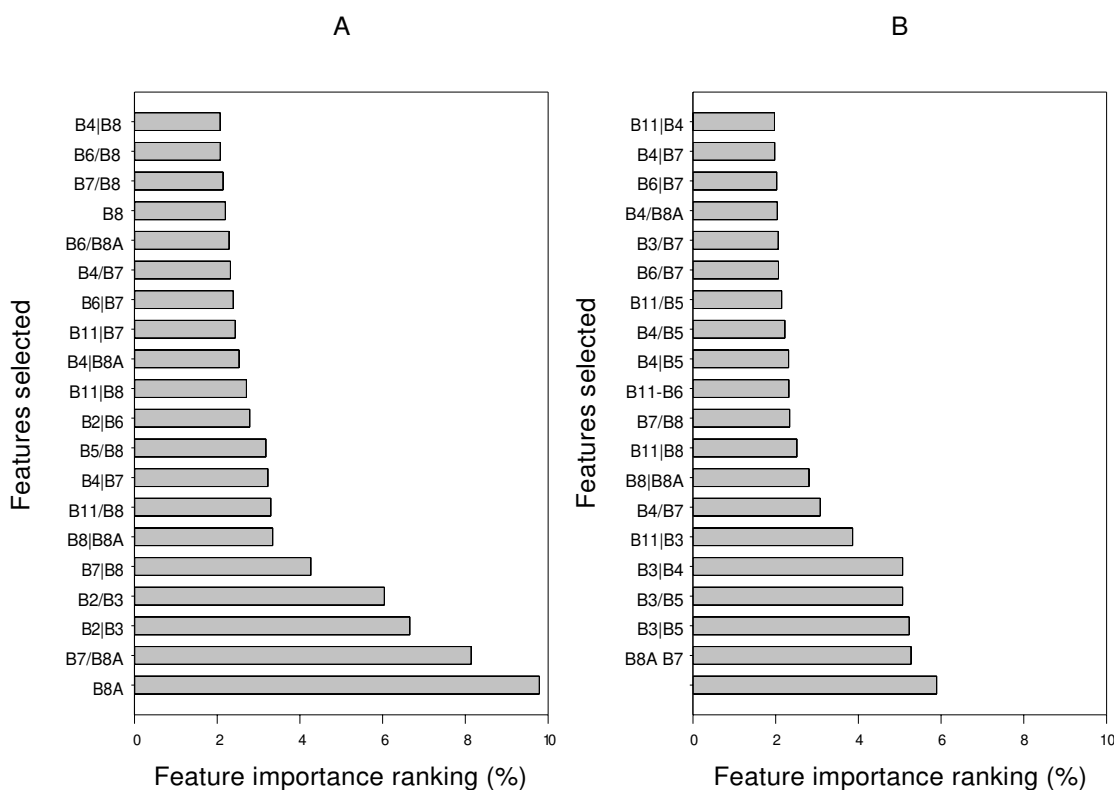 A
B4|B8
B6/B8
B7/B8
B8
B6/B8A
B4/B7
B6|B7
B11|B7
B4|B8A
B11|B8
B2|B6
B5/B8
B4|B7
B11/B8
B8|B8A
B7|B8
B2/B3
B2|B3
B7/B8A
B8A
Features selected
0 2 4 6 8 10
Feature importance ranking (%)
B
B11|B4
B4|B7
B6|B7
B4/B8A
B3/B7
B6/B7
B11/B5
B4/B5
B4|B5
B11-B6
B7/B8
B11|B8
B8|B8A
B4/B7
B11|B3
B3|B4
B3/B5
B3|B5
B8A B7
Features selected
0 2 4 6 8 10
Feature importance ranking (%)